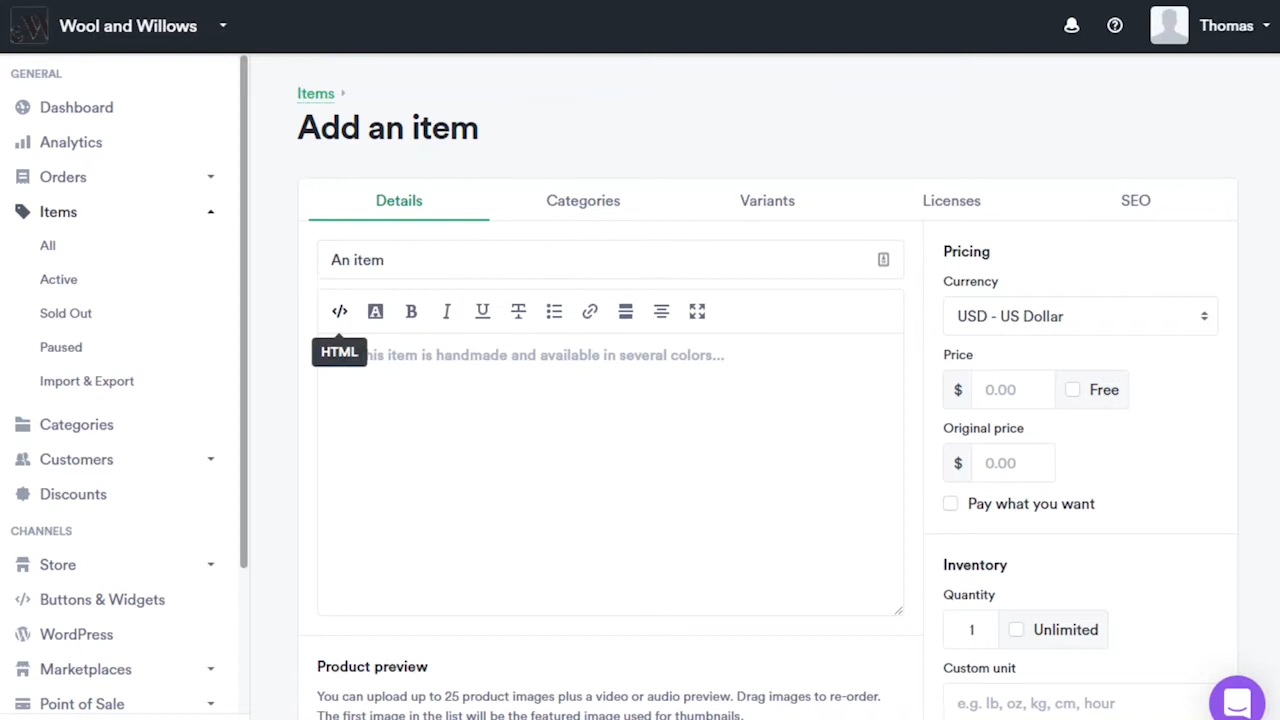 Wool and Willows
Thomas
GENERAL
Dashboard
Analytics
Orders
Items
All
Active
Sold Out
Paused
Import & Export
Categories
Customers
Discounts
CHANNELS
Store
Buttons & Widgets
WordPress
Marketplaces
Point of Sale
Items
Add an item
Details
Categories
Variants
Licenses
SEO
An item
HTML
his item is handmade and available in several colors...
Product preview
You can upload up to 25 product images plus a video or audio preview. Drag images to re-order.
The first image in the list will be the featured image used for thumbnails.
Pricing
Currency
USD - US Dollar
Price
$ 0.00 Free
Original price
$ 0.00
Pay what you want
Inventory
Quantity
1 Unlimited
Custom unit
e.g. lb, oz, kg, cm, hour